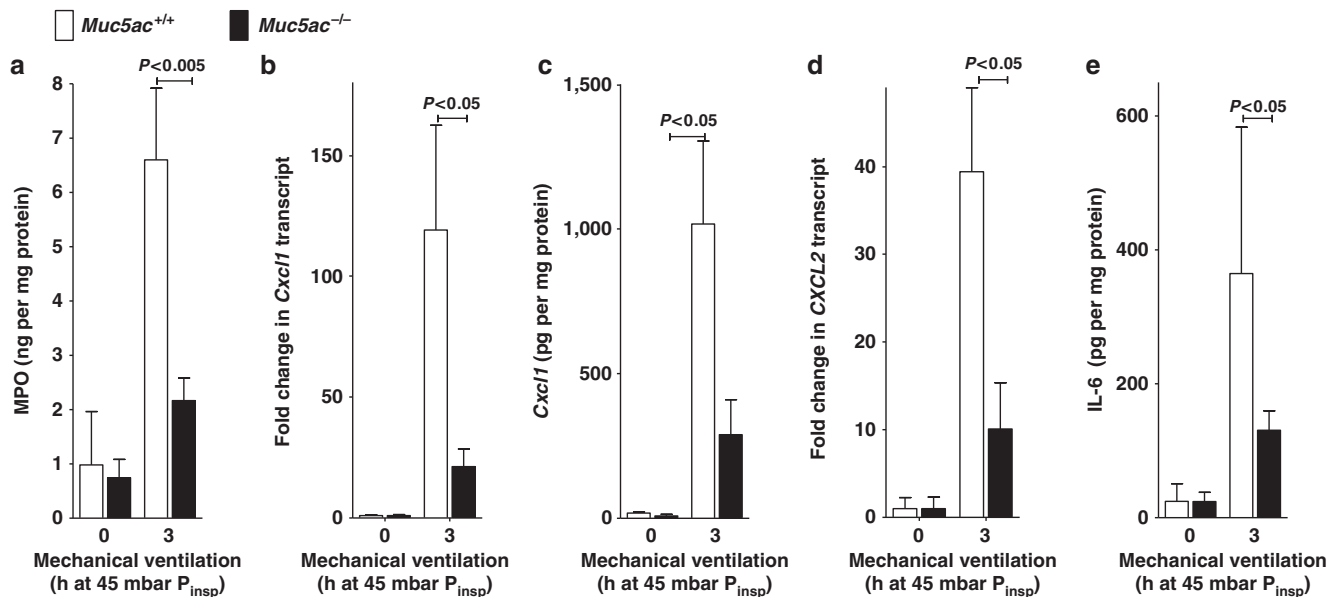 Muc5ac+/+ Muc5ac–/–
a
P<0.005
8
7
6
5
4
3
2
1
0
MPO (ng per mg protein)
0 3
Mechanical ventilation
(h at 45 mbar Pinsp)
b
P<0.05
150
100
50
0
Fold change in Cxcl1 transcript
0 3
Mechanical ventilation
(h at 45 mbar Pinsp)
c
P<0.05
1,500
1,000
500
0
Cxcl1 (pg per mg protein)
0 3
Mechanical ventilation
(h at 45 mbar Pinsp)
d
P<0.05
40
30
20
10
0
Fold change in CXCL2 transcript
0 3
Mechanical ventilation
(h at 45 mbar Pinsp)
e
P<0.05
600
400
200
0
IL-6 (pg per mg protein)
0 3
Mechanical ventilation
(h at 45 mbar Pinsp)